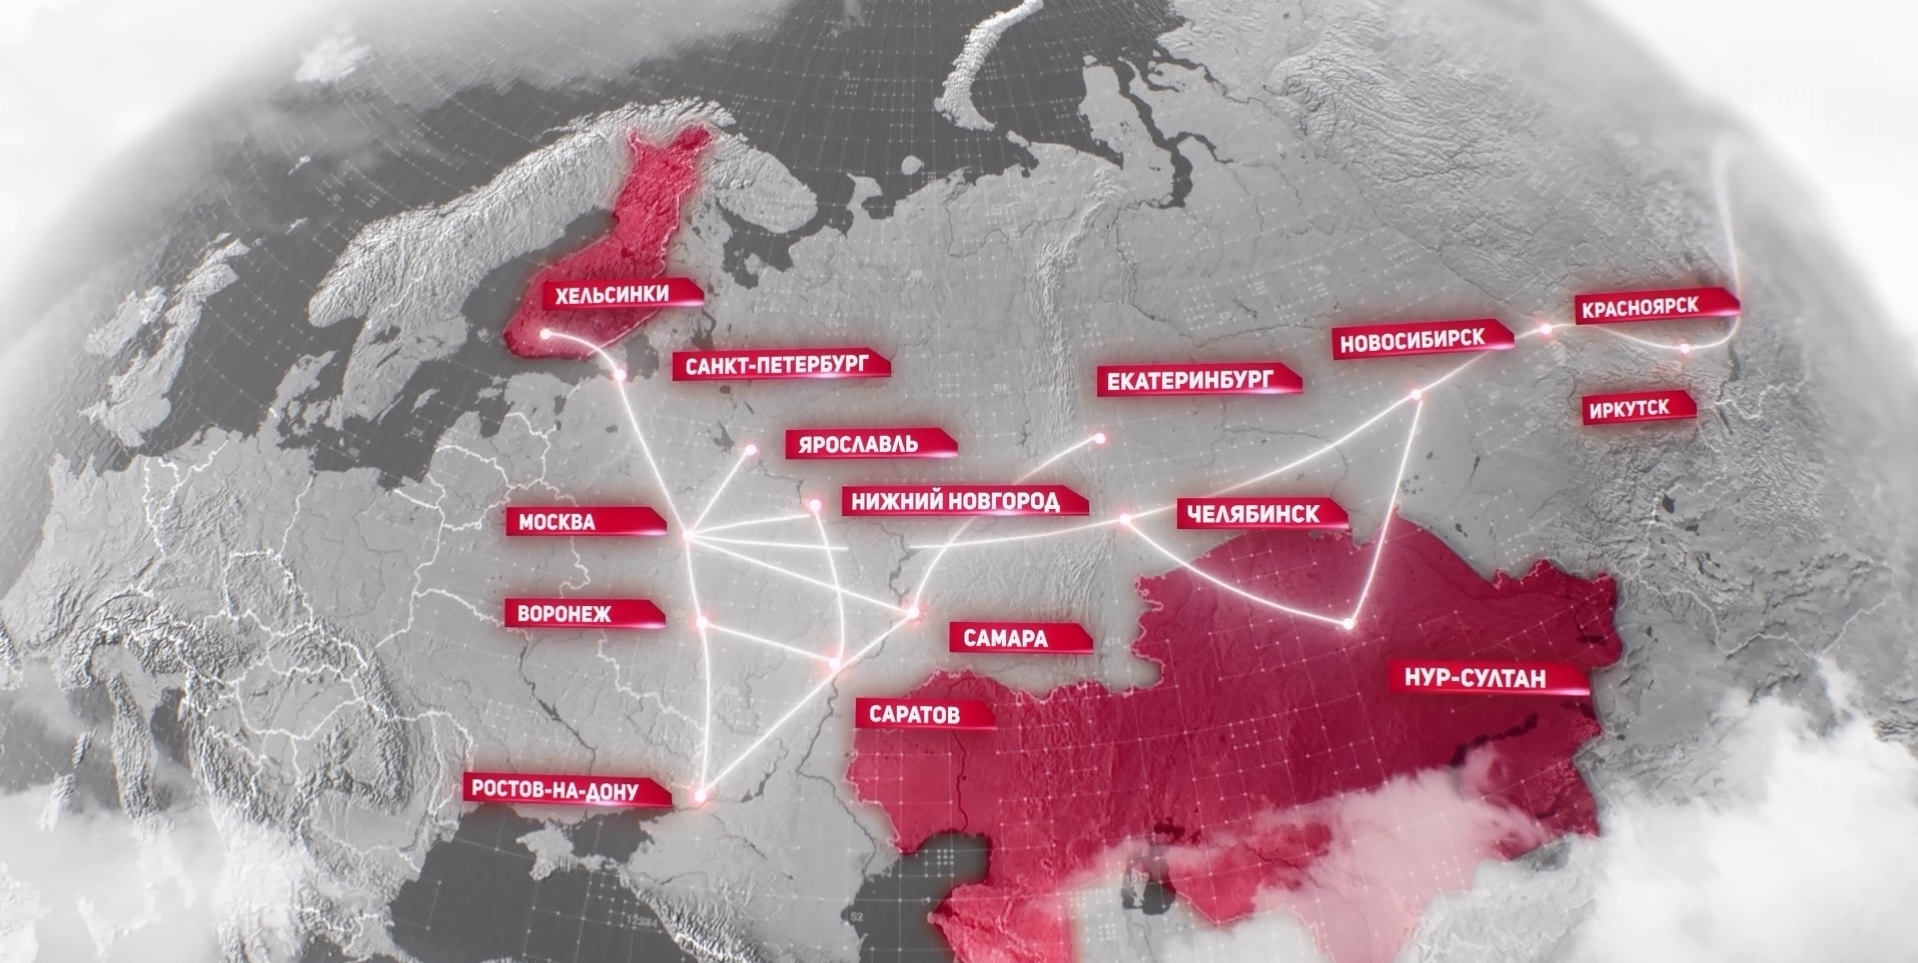 ХЕЛЬСИНКИ
САНКТ-ПЕТЕРБУРГ
ЯРОСЛАВЛЬ
МОСКВА
НИЖНИЙ НОВГОРОД
ЕКАТЕРИНБУРГ
НОВОСИБИРСК
КРАСНОЯРСК
ИРКУТСК
ЧЕЛЯБИНСК
ВОРОНЕЖ
САМАРА
НУР-СУЛТАН
САРАТОВ
РОСТОВ-НА-ДОНУ
52